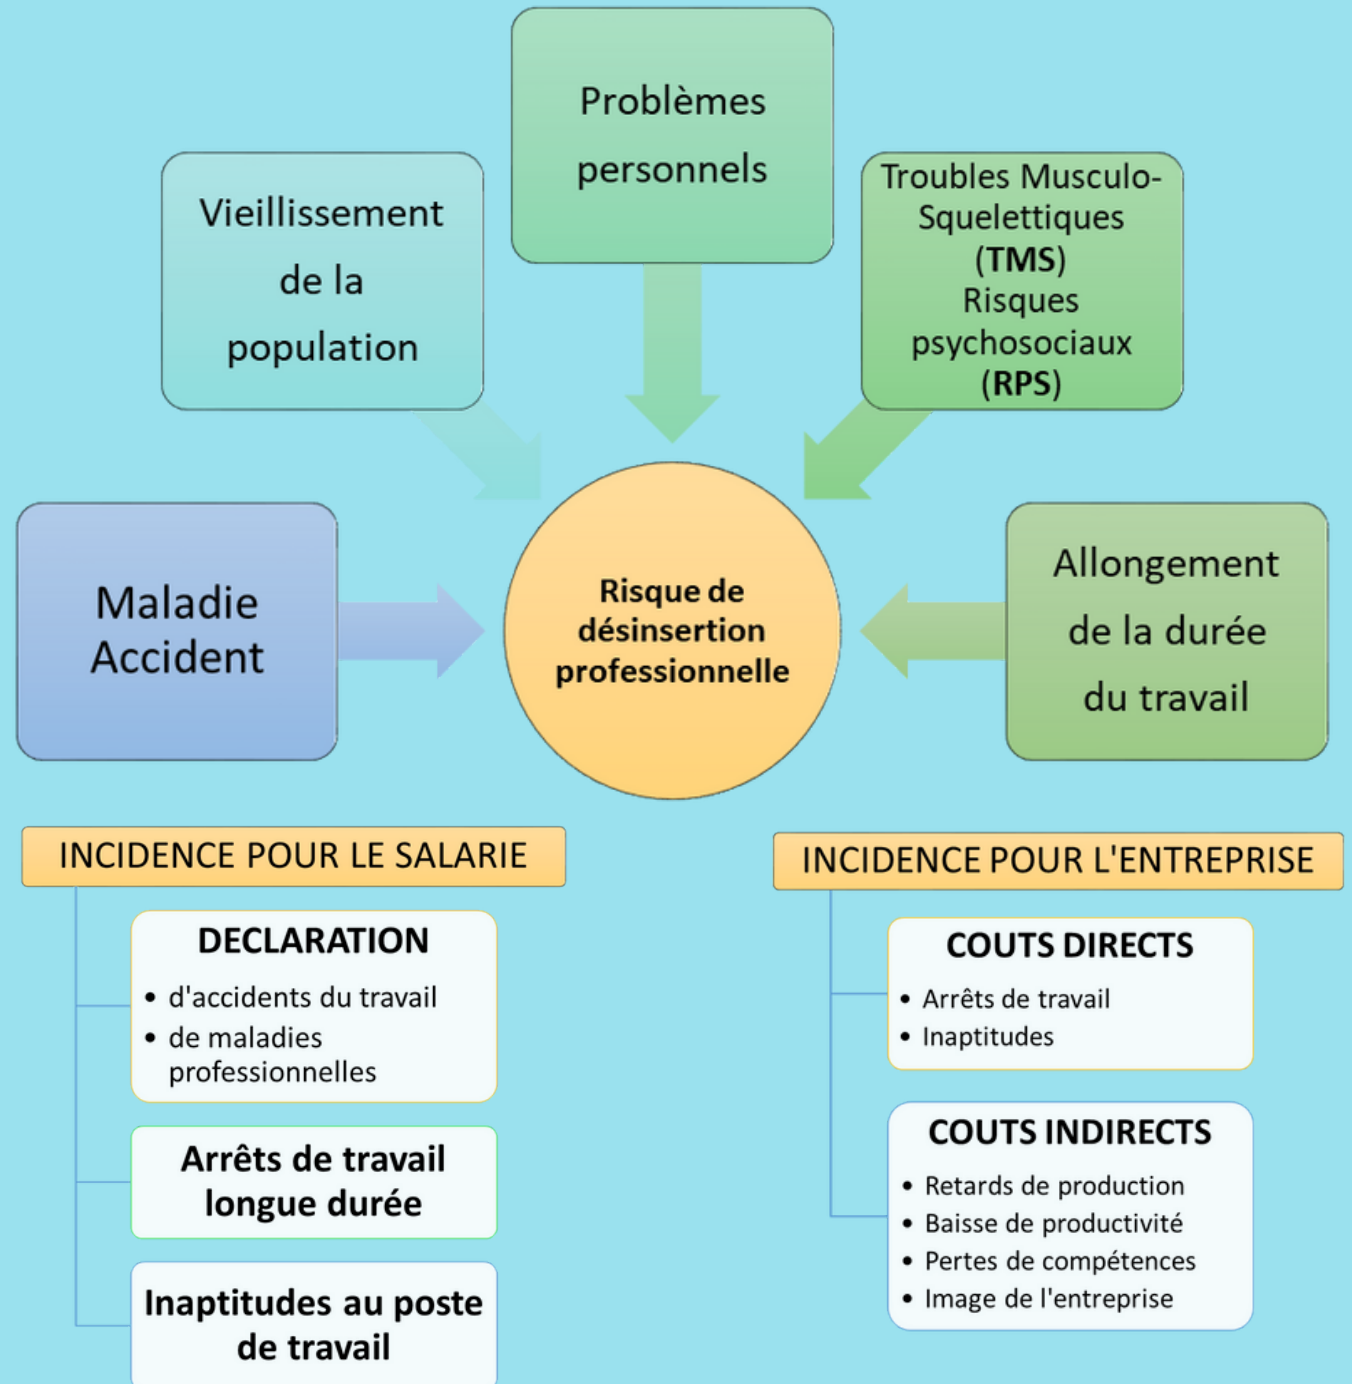 Problèmes
personnels
Vieillissement
de la
population
Troubles Musculo-
Squelettiques
(TMS)
Risques
psychosociaux
(RPS)
Maladie
Accident
Risque de
désinsertion
professionnelle
Allongement
de la durée
du travail
INCIDENCE POUR LE SALARIE
DECLARATION
• d'accidents du travail
• de maladies
professionnelles
Arrêts de travail
longue durée
Inaptitudes au poste
de travail
INCIDENCE POUR L'ENTREPRISE
COUTS DIRECTS
• Arrêts de travail
• Inaptitudes
COUTS INDIRECTS
• Retards de production
• Baisse de productivité
• Pertes de compétences
• Image de l'entreprise